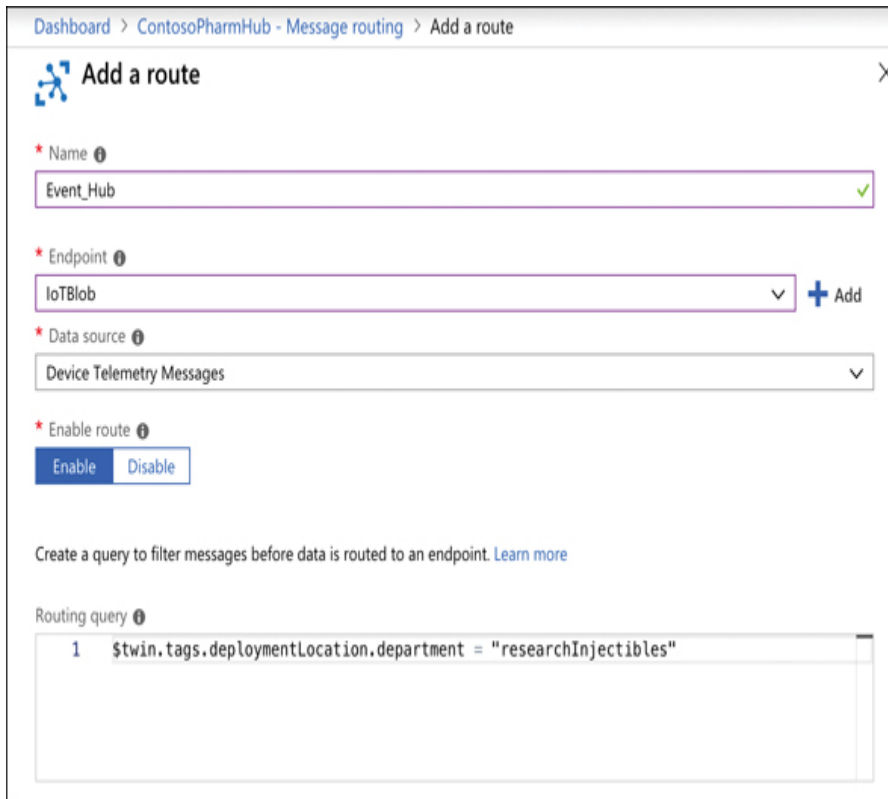 Dashboard > ContosoPharmHub - Message routing > Add a route
Add a route
* Name
Event_Hub
* Endpoint
IoTBlob
Add
* Data source
Device Telemetry Messages
* Enable route
Enable Disable
Create a query to filter messages before data is routed to an endpoint. Learn more
Routing query
1 $twin.tags.deploymentLocation.department = "researchInjectibles"